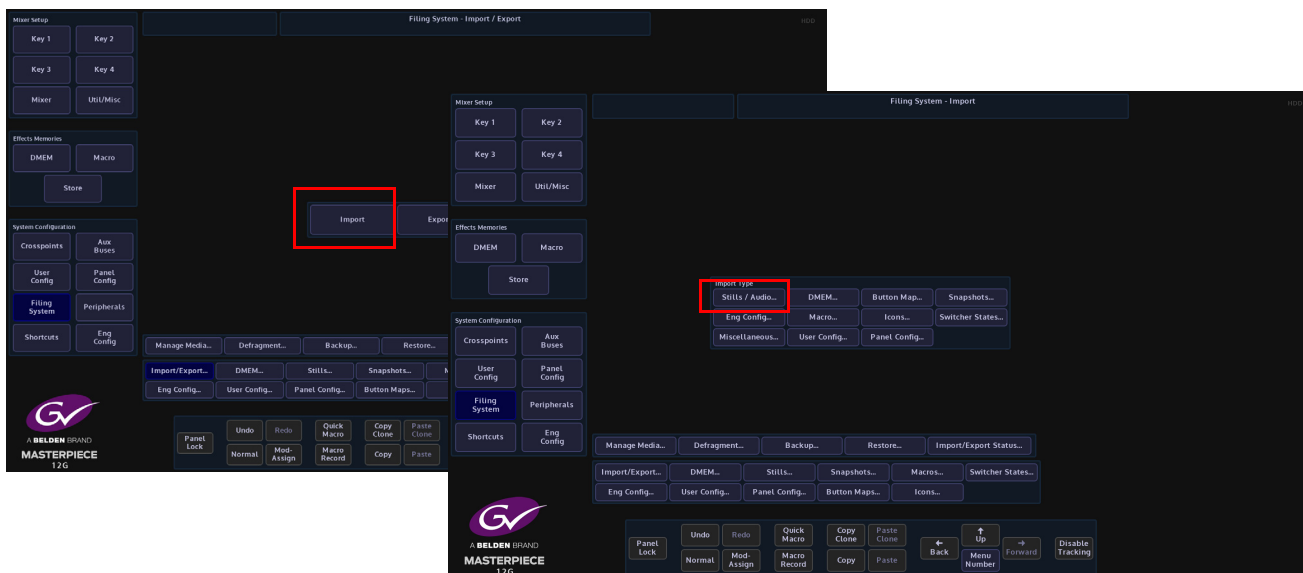 Mixer Setup
Filing System - Import / Export
HDD
Key 1
Key 2
Key 3
Key 4
Mixer
Util/Misc
Effects Memories
DMEM
Macro
Store
Import
System Configuration
Crosspoints
Aux
Buses
User
Config
Panel
Config
Filing
System
Peripherals
Shortcuts
Eng
Config
Manage Media...
Defragment...
Backup...
Restore...
Import/Export...
DMEM...
Stills...
Snapshots...
Eng Config...
User Config...
Panel Config...
Button Maps...
Panel
Lock
Undo
Redo
Quick
Macro
Copy
Clone
Paste
Clone
Normal
Mod-
Assign
Macro
Record
Copy
Paste
GV
A BELDEN BRAND
MASTERPIECE
12G
Mixer Setup
Filing System - Import
HDD
Key 1
Key 2
Key 3
Key 4
Mixer
Util/Misc
Effects Memories
DMEM
Macro
Store
Import Type
Stills / Audio...
DMEM...
Button Map...
Snapshots...
Eng Config...
Macro...
Icons...
Switcher States...
Miscellaneous...
User Config...
Panel Config...
System Configuration
Crosspoints
Aux
Buses
User
Config
Panel
Config
Filing
System
Peripherals
Shortcuts
Eng
Config
Manage Media...
Defragment...
Backup...
Restore...
Import/Export Status...
Import/Export...
DMEM...
Stills...
Snapshots...
Macros...
Switcher States...
Eng Config...
User Config...
Panel Config...
Button Maps...
Icons...
Panel
Lock
Undo
Redo
Quick
Macro
Copy
Clone
Paste
Clone
Normal
Mod-
Assign
Macro
Record
Copy
Paste
Back
Up
Menu
Number
Forward
Disable
Tracking
GV
A BELDEN BRAND
MASTERPIECE
12G